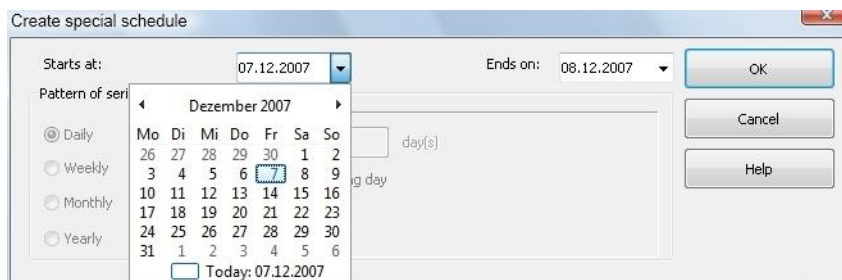 Create special schedule
Starts at: 07.12.2007 Ends on: 08.12.2007 OK
Pattern of seri
Cancel
Help
Daily day(s)
Weekly g day
Monthly
Yearly
Dezember 2007
Mo Di Mi Do Fr Sa So
26 27 28 29 30 1 2
3 4 5 6 7 8 9
10 11 12 13 14 15 16
17 18 19 20 21 22 23
24 25 26 27 28 29 30
31 1 2 3 4 5 6
Today: 07.12.2007